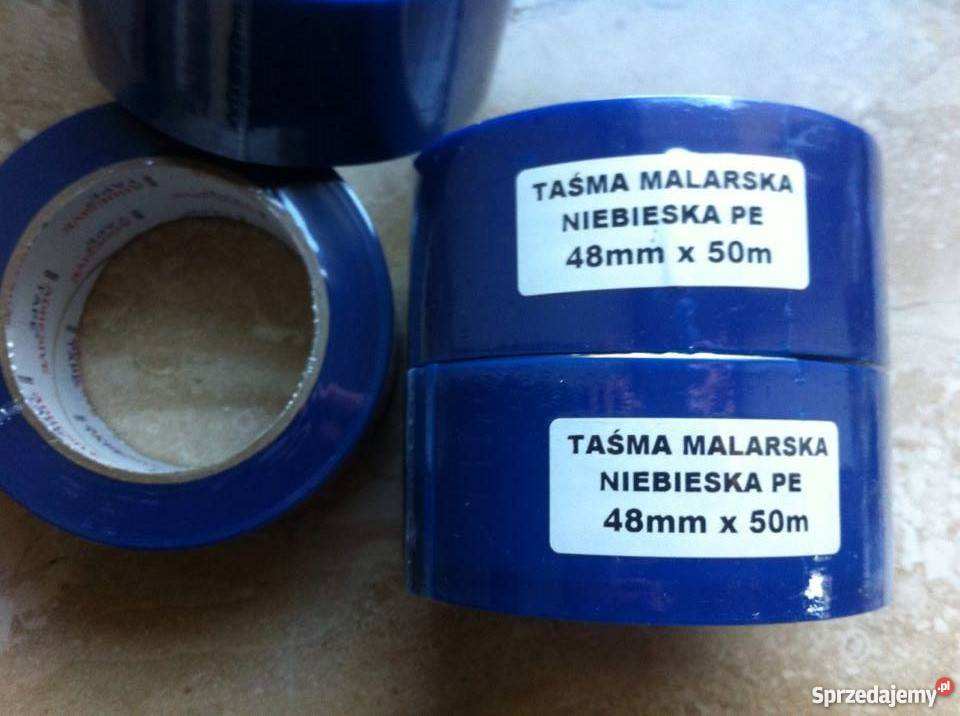 TAŚMA MALARSKA
NIEBIESKA PE
48mm x 50m
TAŚMA MALARSKA
NIEBIESKA PE
48mm x 50m
Sprzedajemy.pl